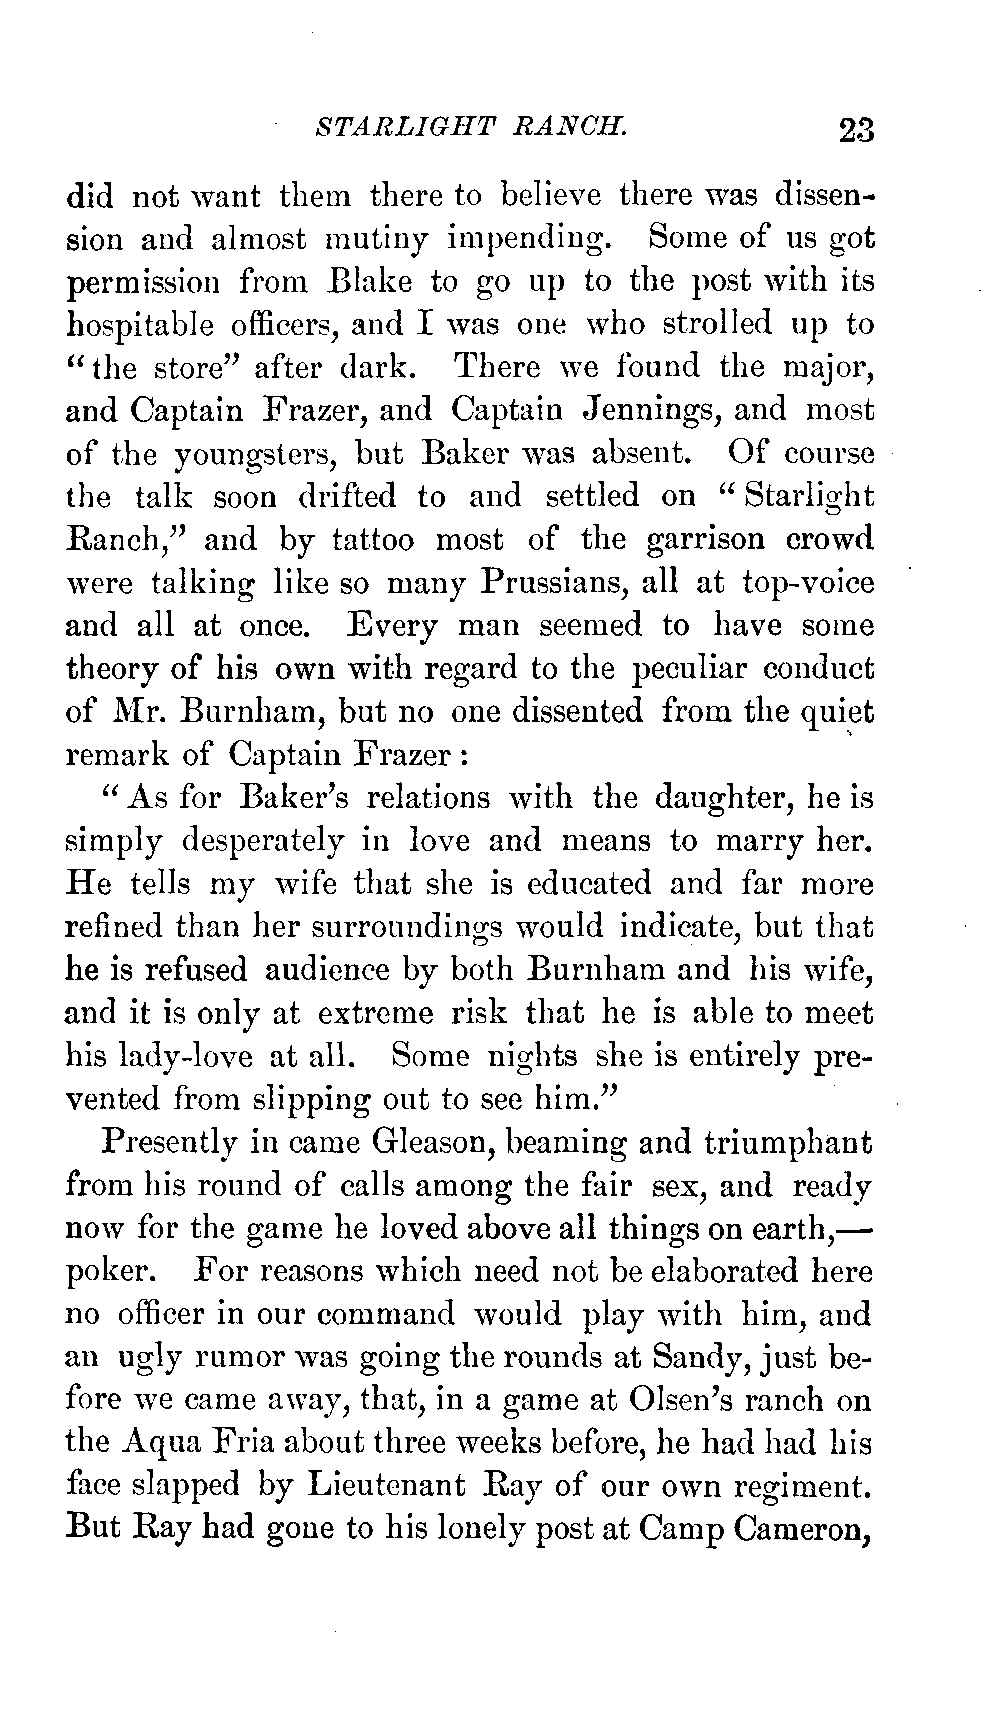 STARLIGHT RANCH. 23
did not want them there to believe there was dissen-
sion and almost mutiny impending. Some of us got
permission from Blake to go up to the post with its
hospitable officers, and I was one who strolled up to
“the store” after dark. There we found the major,
and Captain Frazer, and Captain Jennings, and most
of the youngsters, but Baker was absent. Of course
the talk soon drifted to and settled on “Starlight
Ranch,” and by tattoo most of the garrison crowd
were talking like so many Prussians, all at top-voice
and all at once. Every man seemed to have some
theory of his own with regard to the peculiar conduct
of Mr. Burnham, but no one dissented from the quiet
remark of Captain Frazer:
“As for Baker’s relations with the daughter, he is
simply desperately in love and means to marry her.
He tells my wife that she is educated and far more
refined than her surroundings would indicate, but that
he is refused audience by both Burnham and his wife,
and it is only at extreme risk that he is able to meet
his lady-love at all. Some nights she is entirely pre-
vented from slipping out to see him.”
Presently in came Gleason, beaming and triumphant
from his round of calls among the fair sex, and ready
now for the game he loved above all things on earth,—
poker. For reasons which need not be elaborated here
no officer in our command would play with him, and
an ugly rumor was going the rounds at Sandy, just be-
fore we came away, that, in a game at Olsen’s ranch on
the Aqua Fria about three weeks before, he had had his
face slapped by Lieutenant Ray of our own regiment.
But Ray had gone to his lonely post at Camp Cameron,